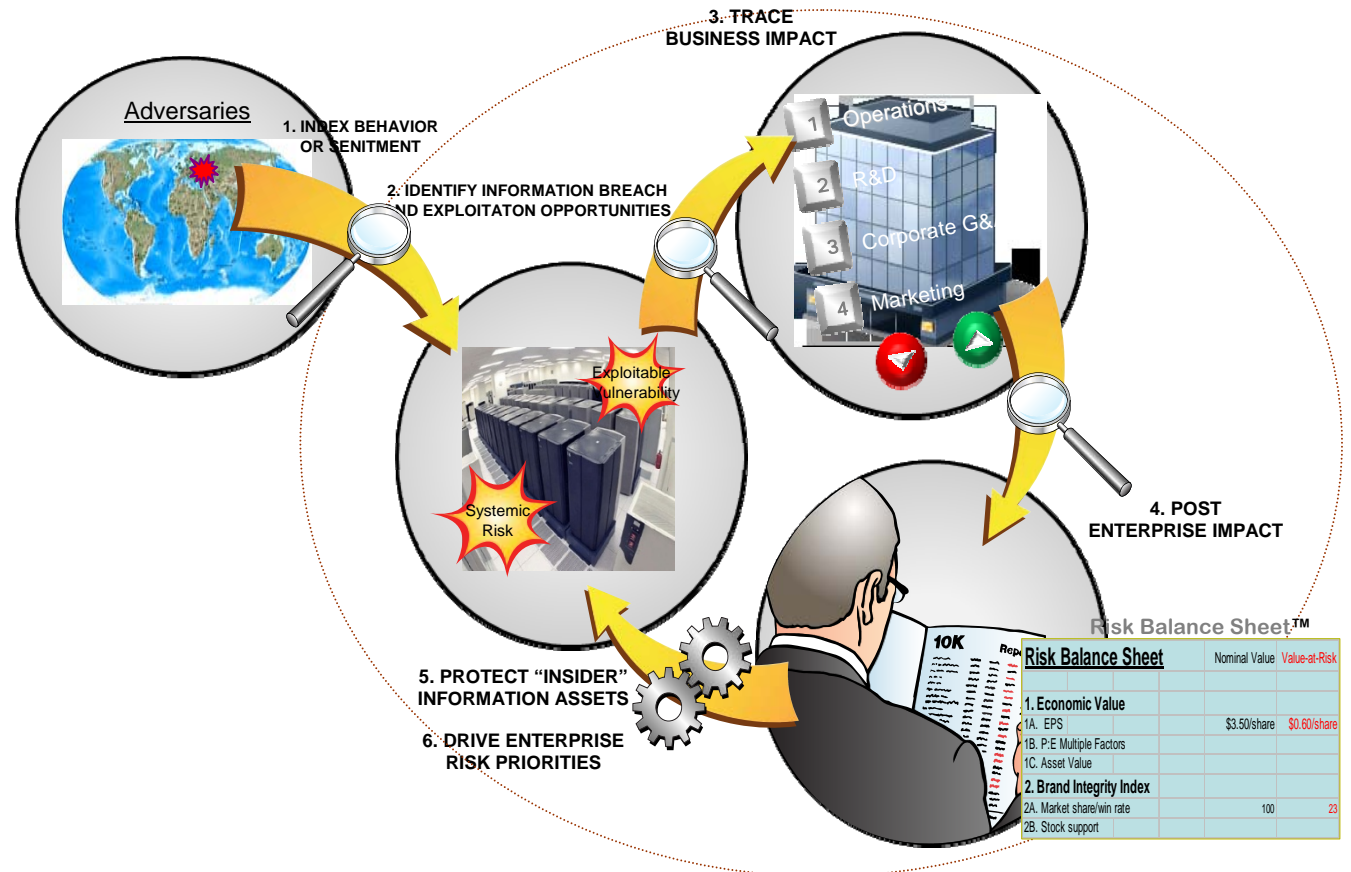 3. TRACE
BUSINESS IMPACT
Adversaries
1. INDEX BEHAVIOR
OR SENITMENT
2. IDENTIFY INFORMATION BREACH
ND EXPLOITATON OPPORTUNITIES
1 Operations
2 R&D
3 Corporate G&
4 Marketing
Exploitable
Vulnerability
Systemic
Risk
4. POST
ENTERPRISE IMPACT
10K Repo
5. PROTECT “INSIDER”
INFORMATION ASSETS
6. DRIVE ENTERPRISE
RISK PRIORITIES
Risk Balance Sheet™
Risk Balance Sheet Nominal Value Value-at-Risk
1. Economic Value
1A. EPS $3.50/share $0.60/share
1B. P:E Multiple Factors
1C. Asset Value
2. Brand Integrity Index
2A. Market share/win rate 100 23
2B. Stock support